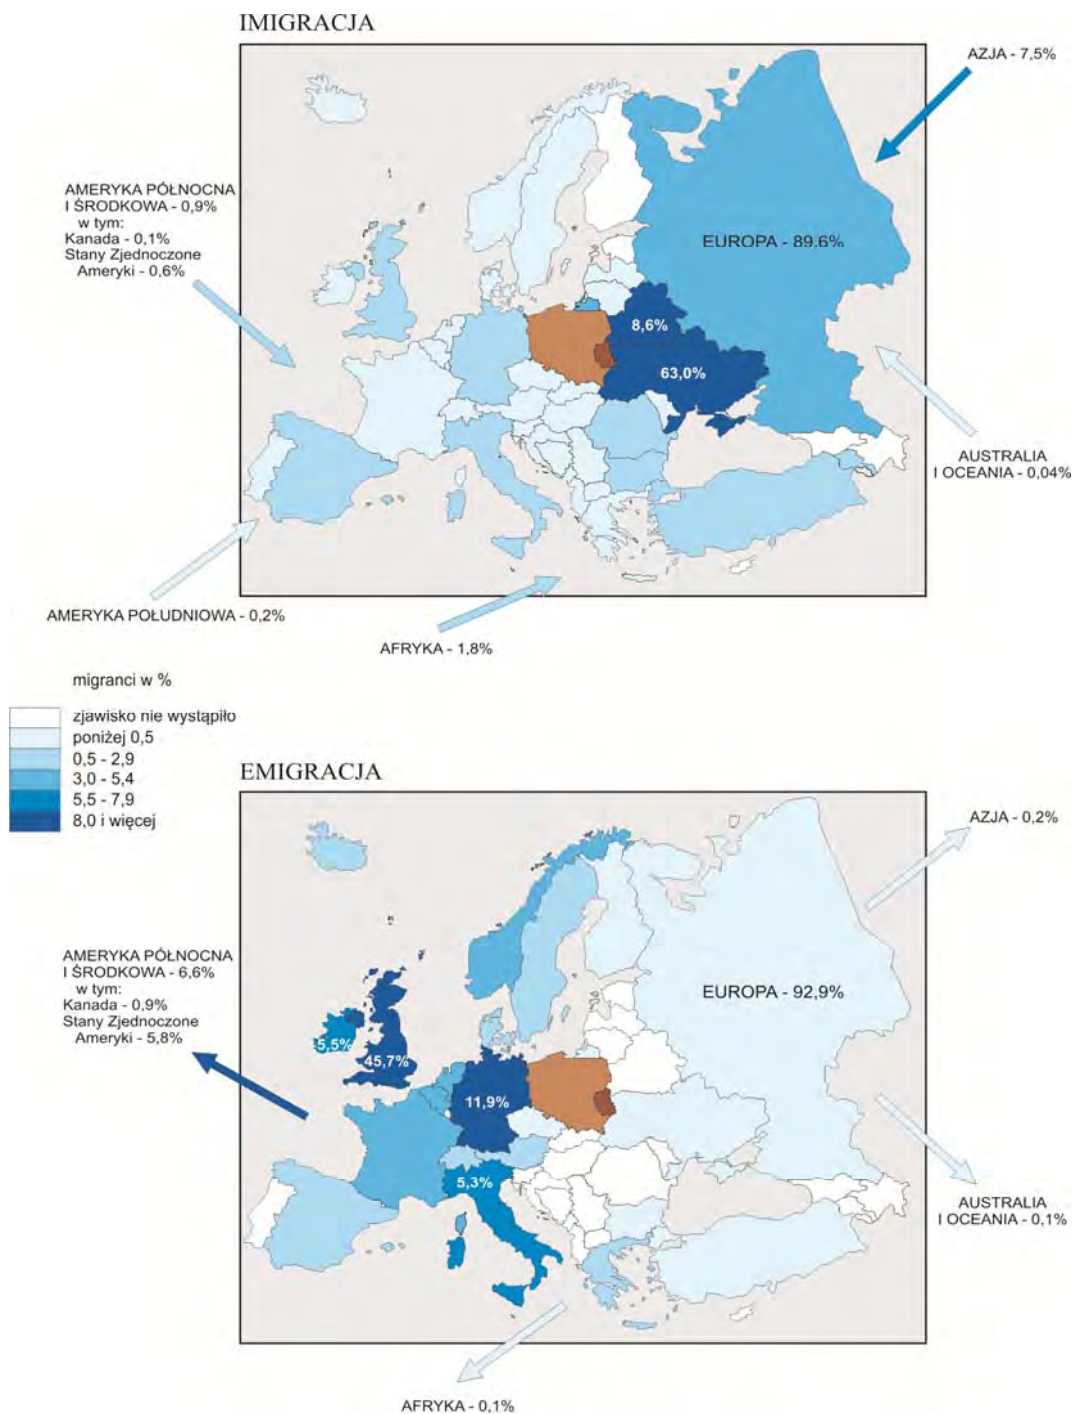 IMIGRACJA
AZJA - 7,5%
AMERYKA PÓŁNOCNA
I ŚRODKOWA - 0,9%
w tym:
Kanada - 0,1%
Stany Zjednoczone
Ameryki - 0,6%
EUROPA - 89,6%
8,6%
63,0%
AUSTRALIA
I OCEANIA - 0,04%
AMERYKA POŁUDNIOWA - 0,2%
AFRYKA - 1,8%
migranci w %
zjawisko nie wystąpiło
poniżej 0,5
0,5 - 2,9
3,0 - 5,4
5,5 - 7,9
8,0 i więcej
EMIGRACJA
AZJA - 0,2%
AMERYKA PÓŁNOCNA
I ŚRODKOWA - 6,6%
w tym:
Kanada - 0,9%
Stany Zjednoczone
Ameryki - 5,8%
EUROPA - 92,9%
5,5%
45,7%
11,9%
5,3%
AUSTRALIA
I OCEANIA - 0,1%
AFRYKA - 0,1%